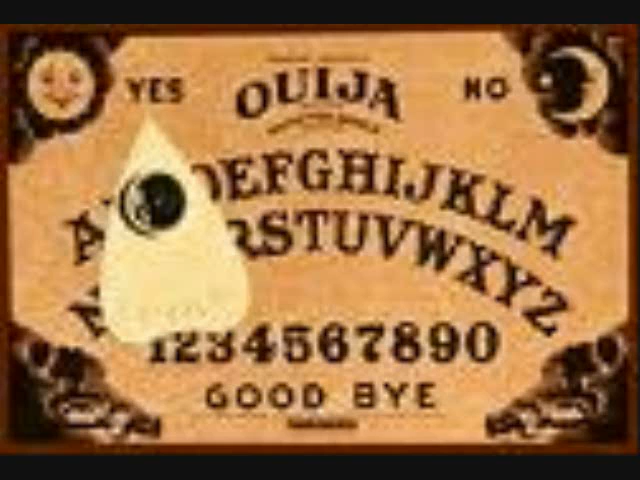 YES OUIJA NO
A DEFGHIJKLM
RSTUVWXYZ
1234567890
GOOD BYE